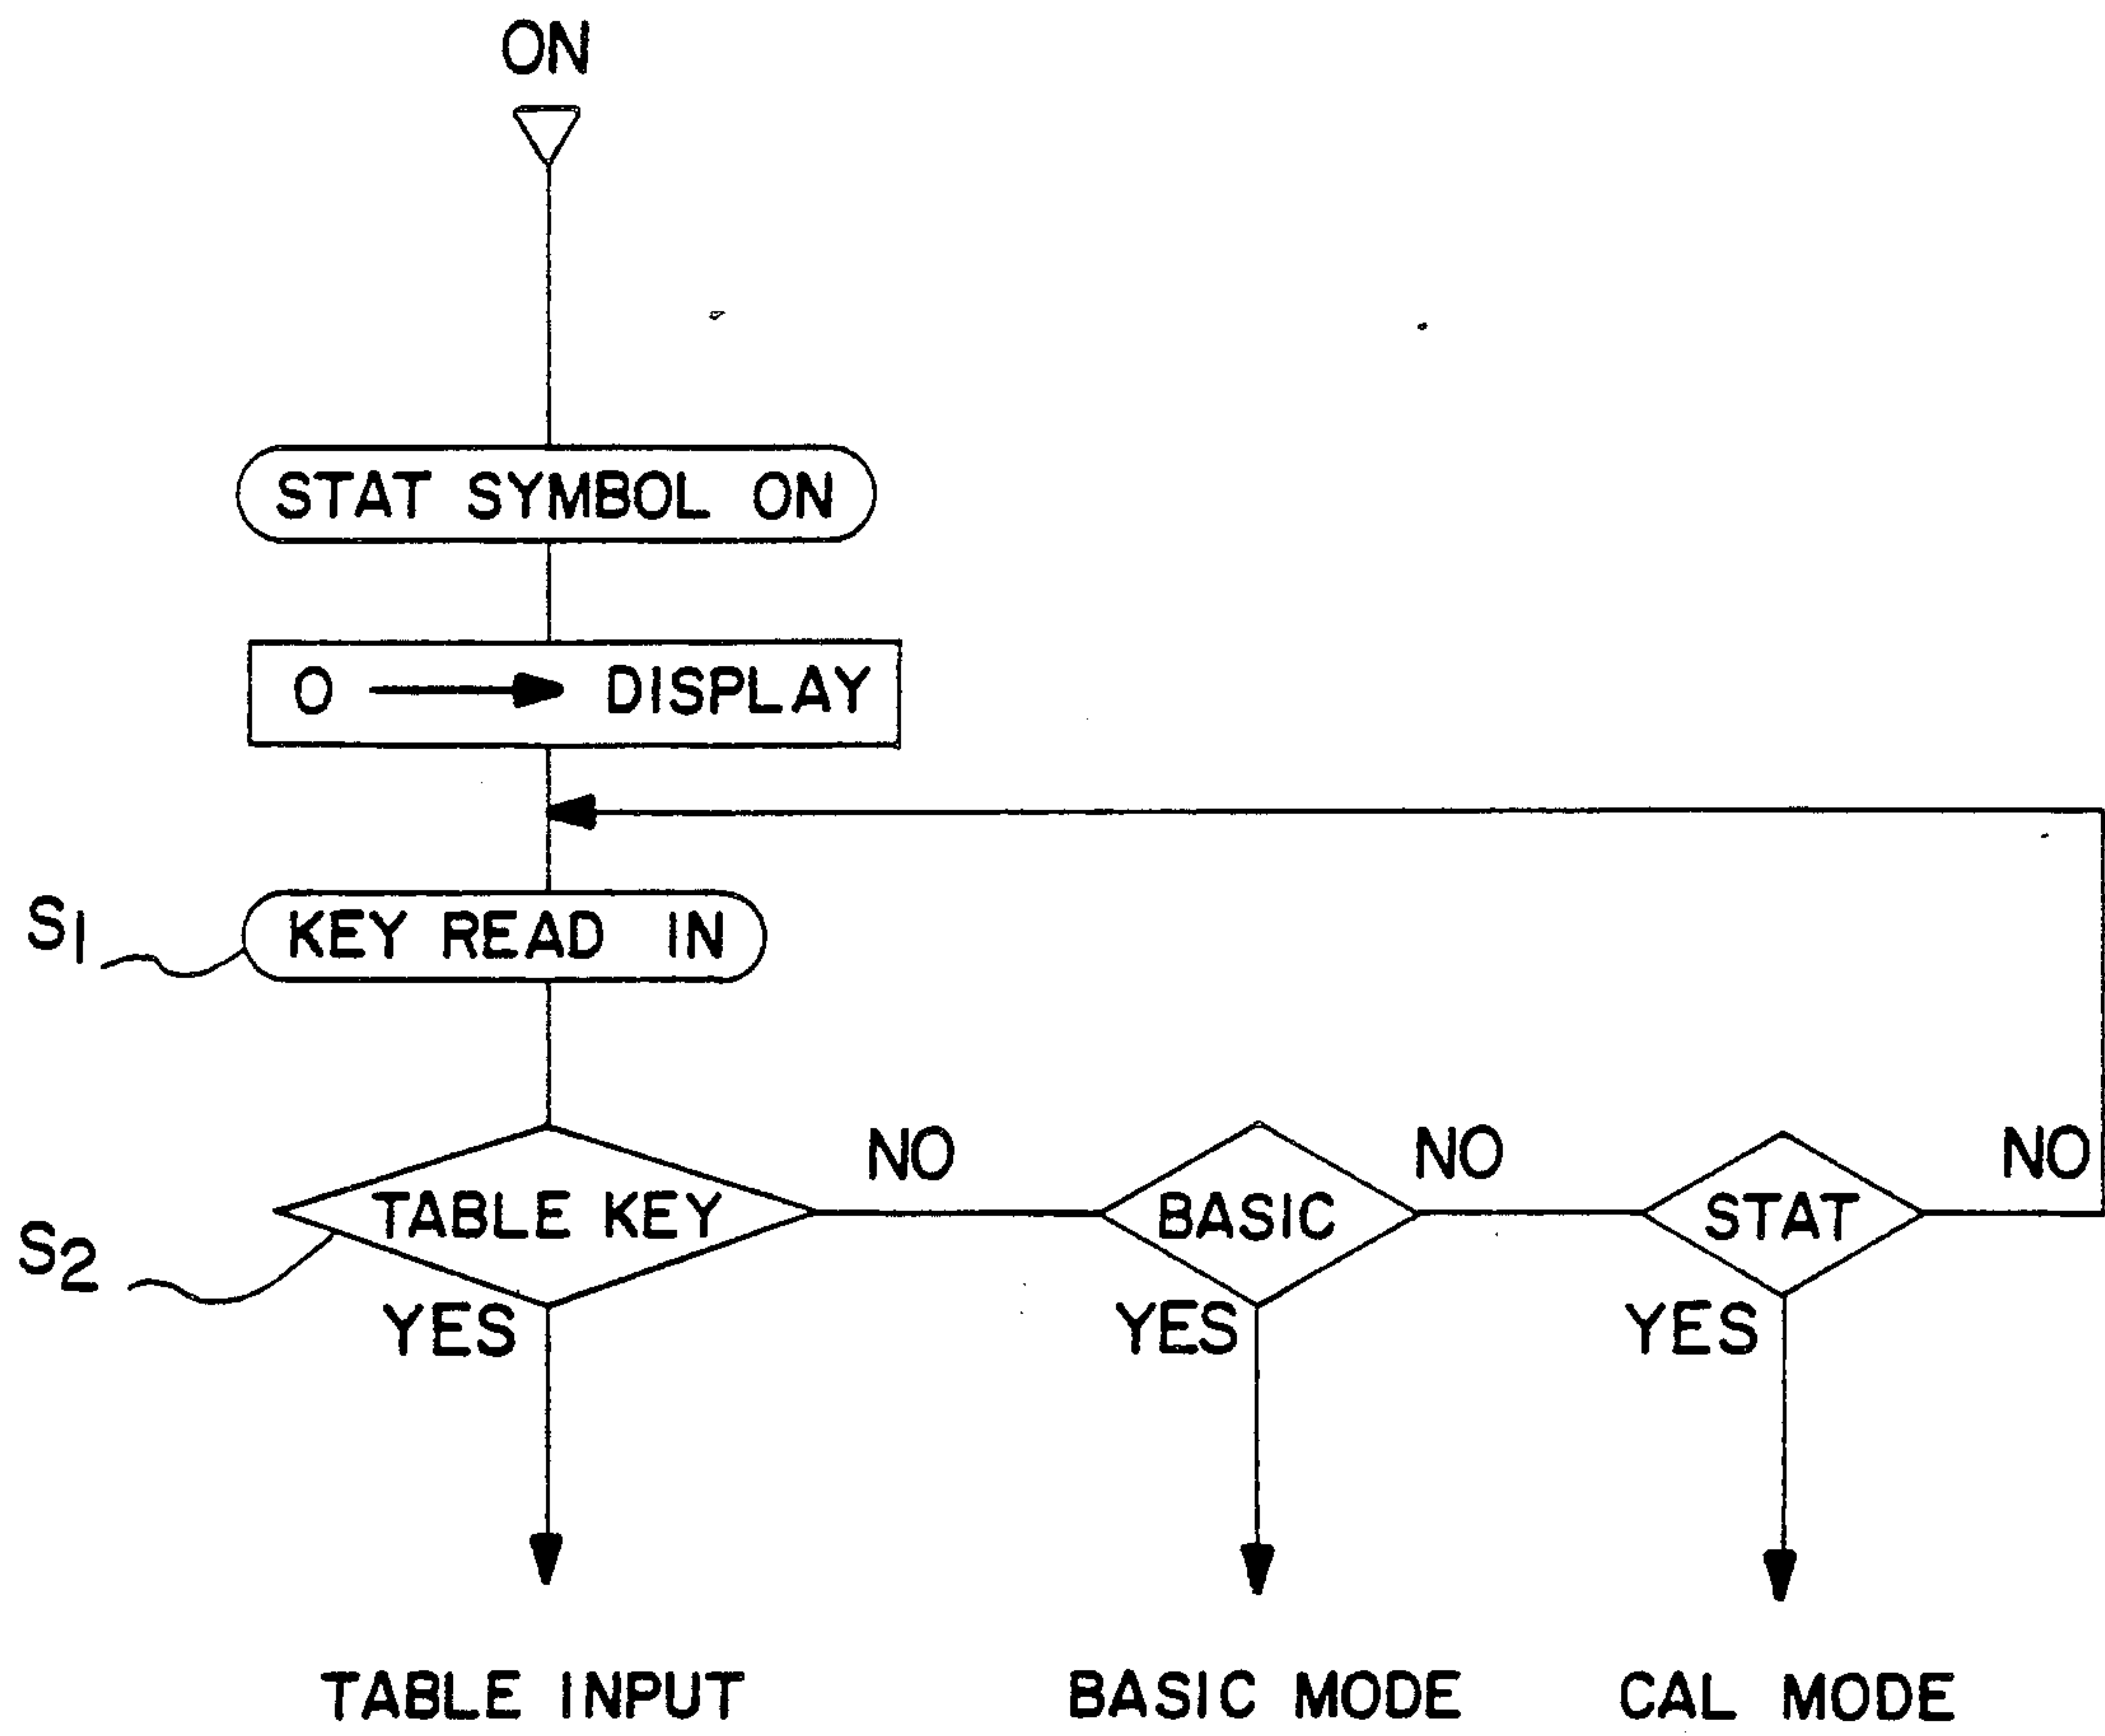 ON
STAT SYMBOL ON
0 → DISPLAY
S1
KEY READ IN
S2
TABLE KEY
NO
BASIC
NO
STAT
NO
YES
YES
YES
TABLE INPUT
BASIC MODE
CAL MODE